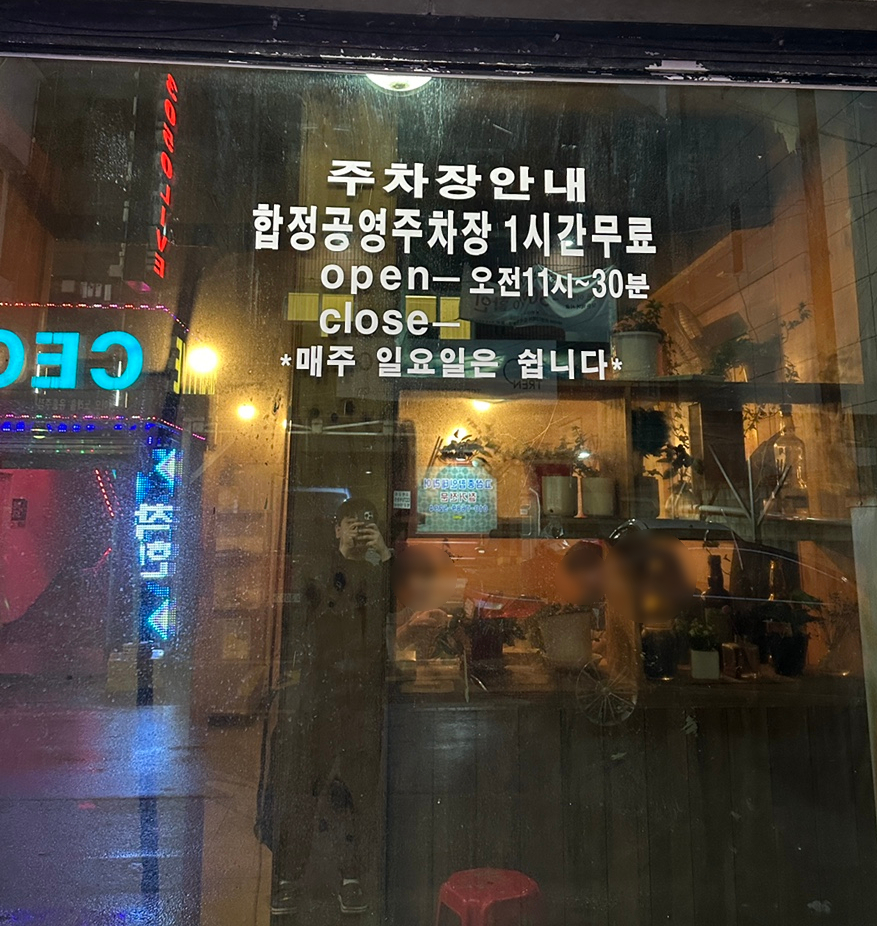 주차장안내
합정공영주차장 1시간무료
open-오전11시~30분
close-
*매주 일요일은 쉽니다*
CEO